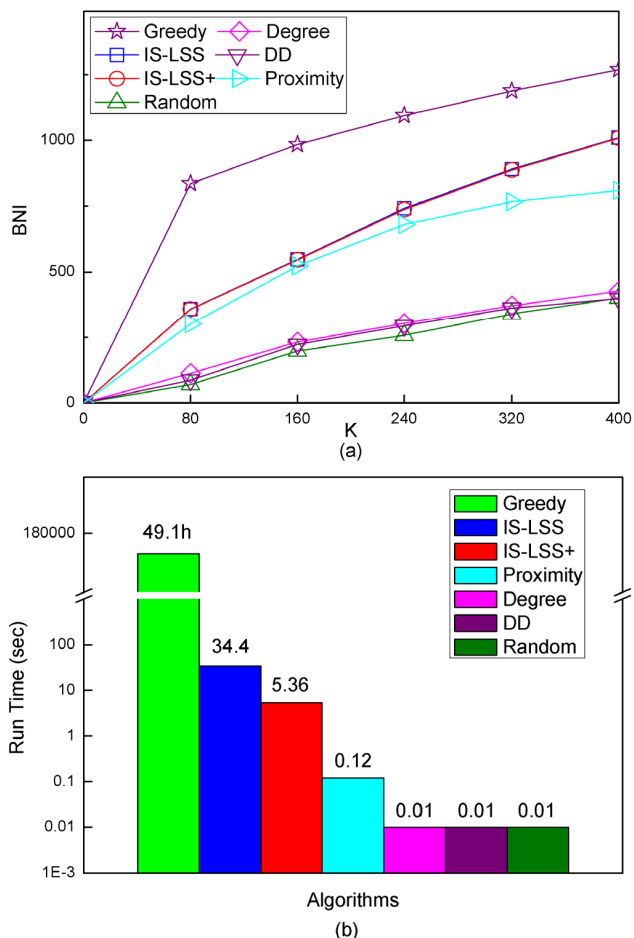 Greedy Degree
IS-LSS DD
IS-LSS+ Proximity
Random
1000
500
0
BNI
0 80 160 240 320 400
K
(a)
180000
100
10
1
0.1
0.01
1E-3
Run Time (sec)
49.1h
34.4
5.36
0.12
0.01 0.01 0.01
Greedy
IS-LSS
IS-LSS+
Proximity
Degree
DD
Random
Algorithms
(b)